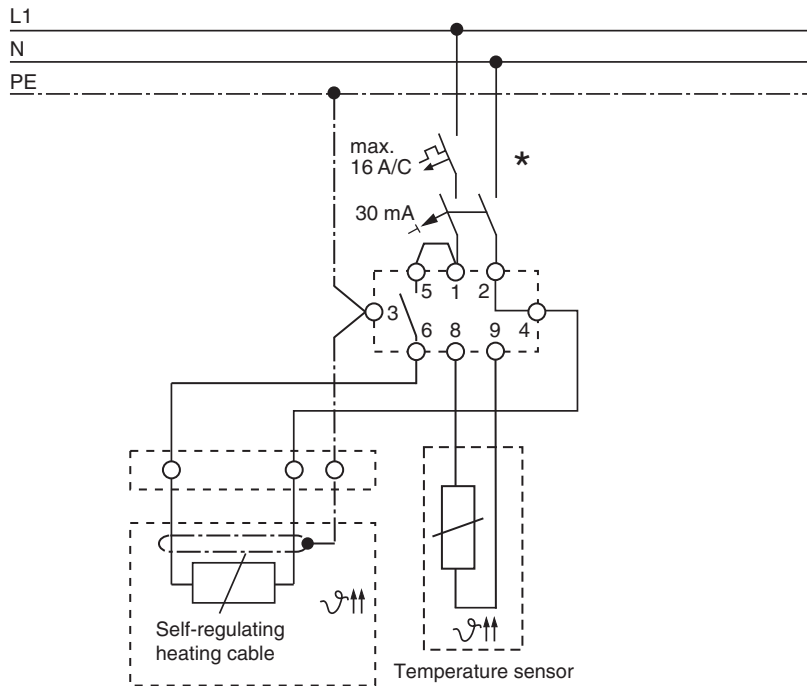 L1
N
PE
max.
16 A/C
*
30 mA
5 1 2
3
6 8 9 4
Self-regulating
heating cable
ϑ
ϑ
Temperature sensor